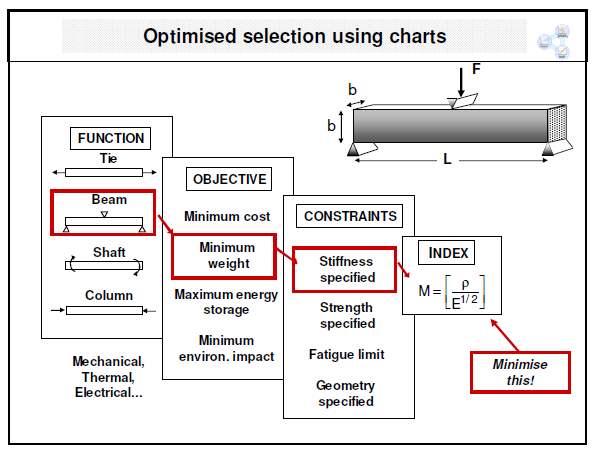 Optimised selection using charts
F
b
b
L
FUNCTION
Tie
Beam
Shaft
Column
Mechanical,
Thermal,
Electrical...
OBJECTIVE
Minimum cost
Minimum
weight
Maximum energy
storage
Minimum
environ. impact
CONSTRAINTS
Stiffness
specified
Strength
specified
Fatigue limit
Geometry
specified
INDEX
M = [ρ / E^1/2]
Minimise
this!